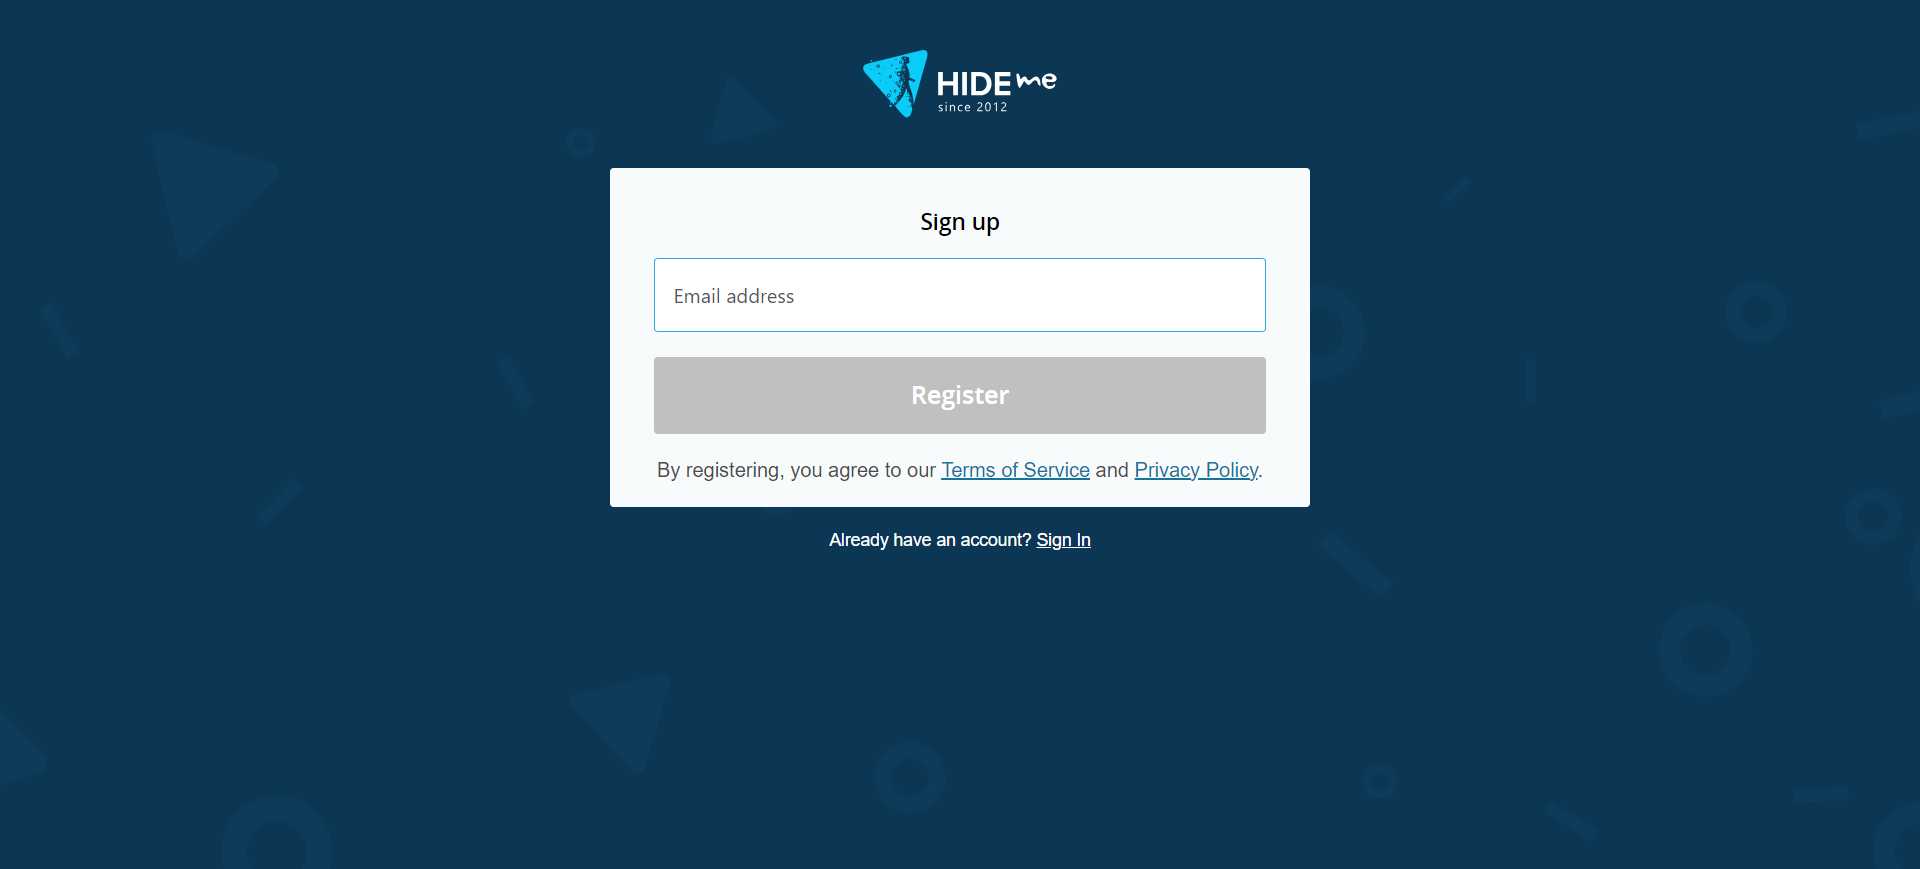 HIDE me
since 2012
Sign up
Email address
Register
By registering, you agree to our Terms of Service and Privacy Policy.
Already have an account? Sign In